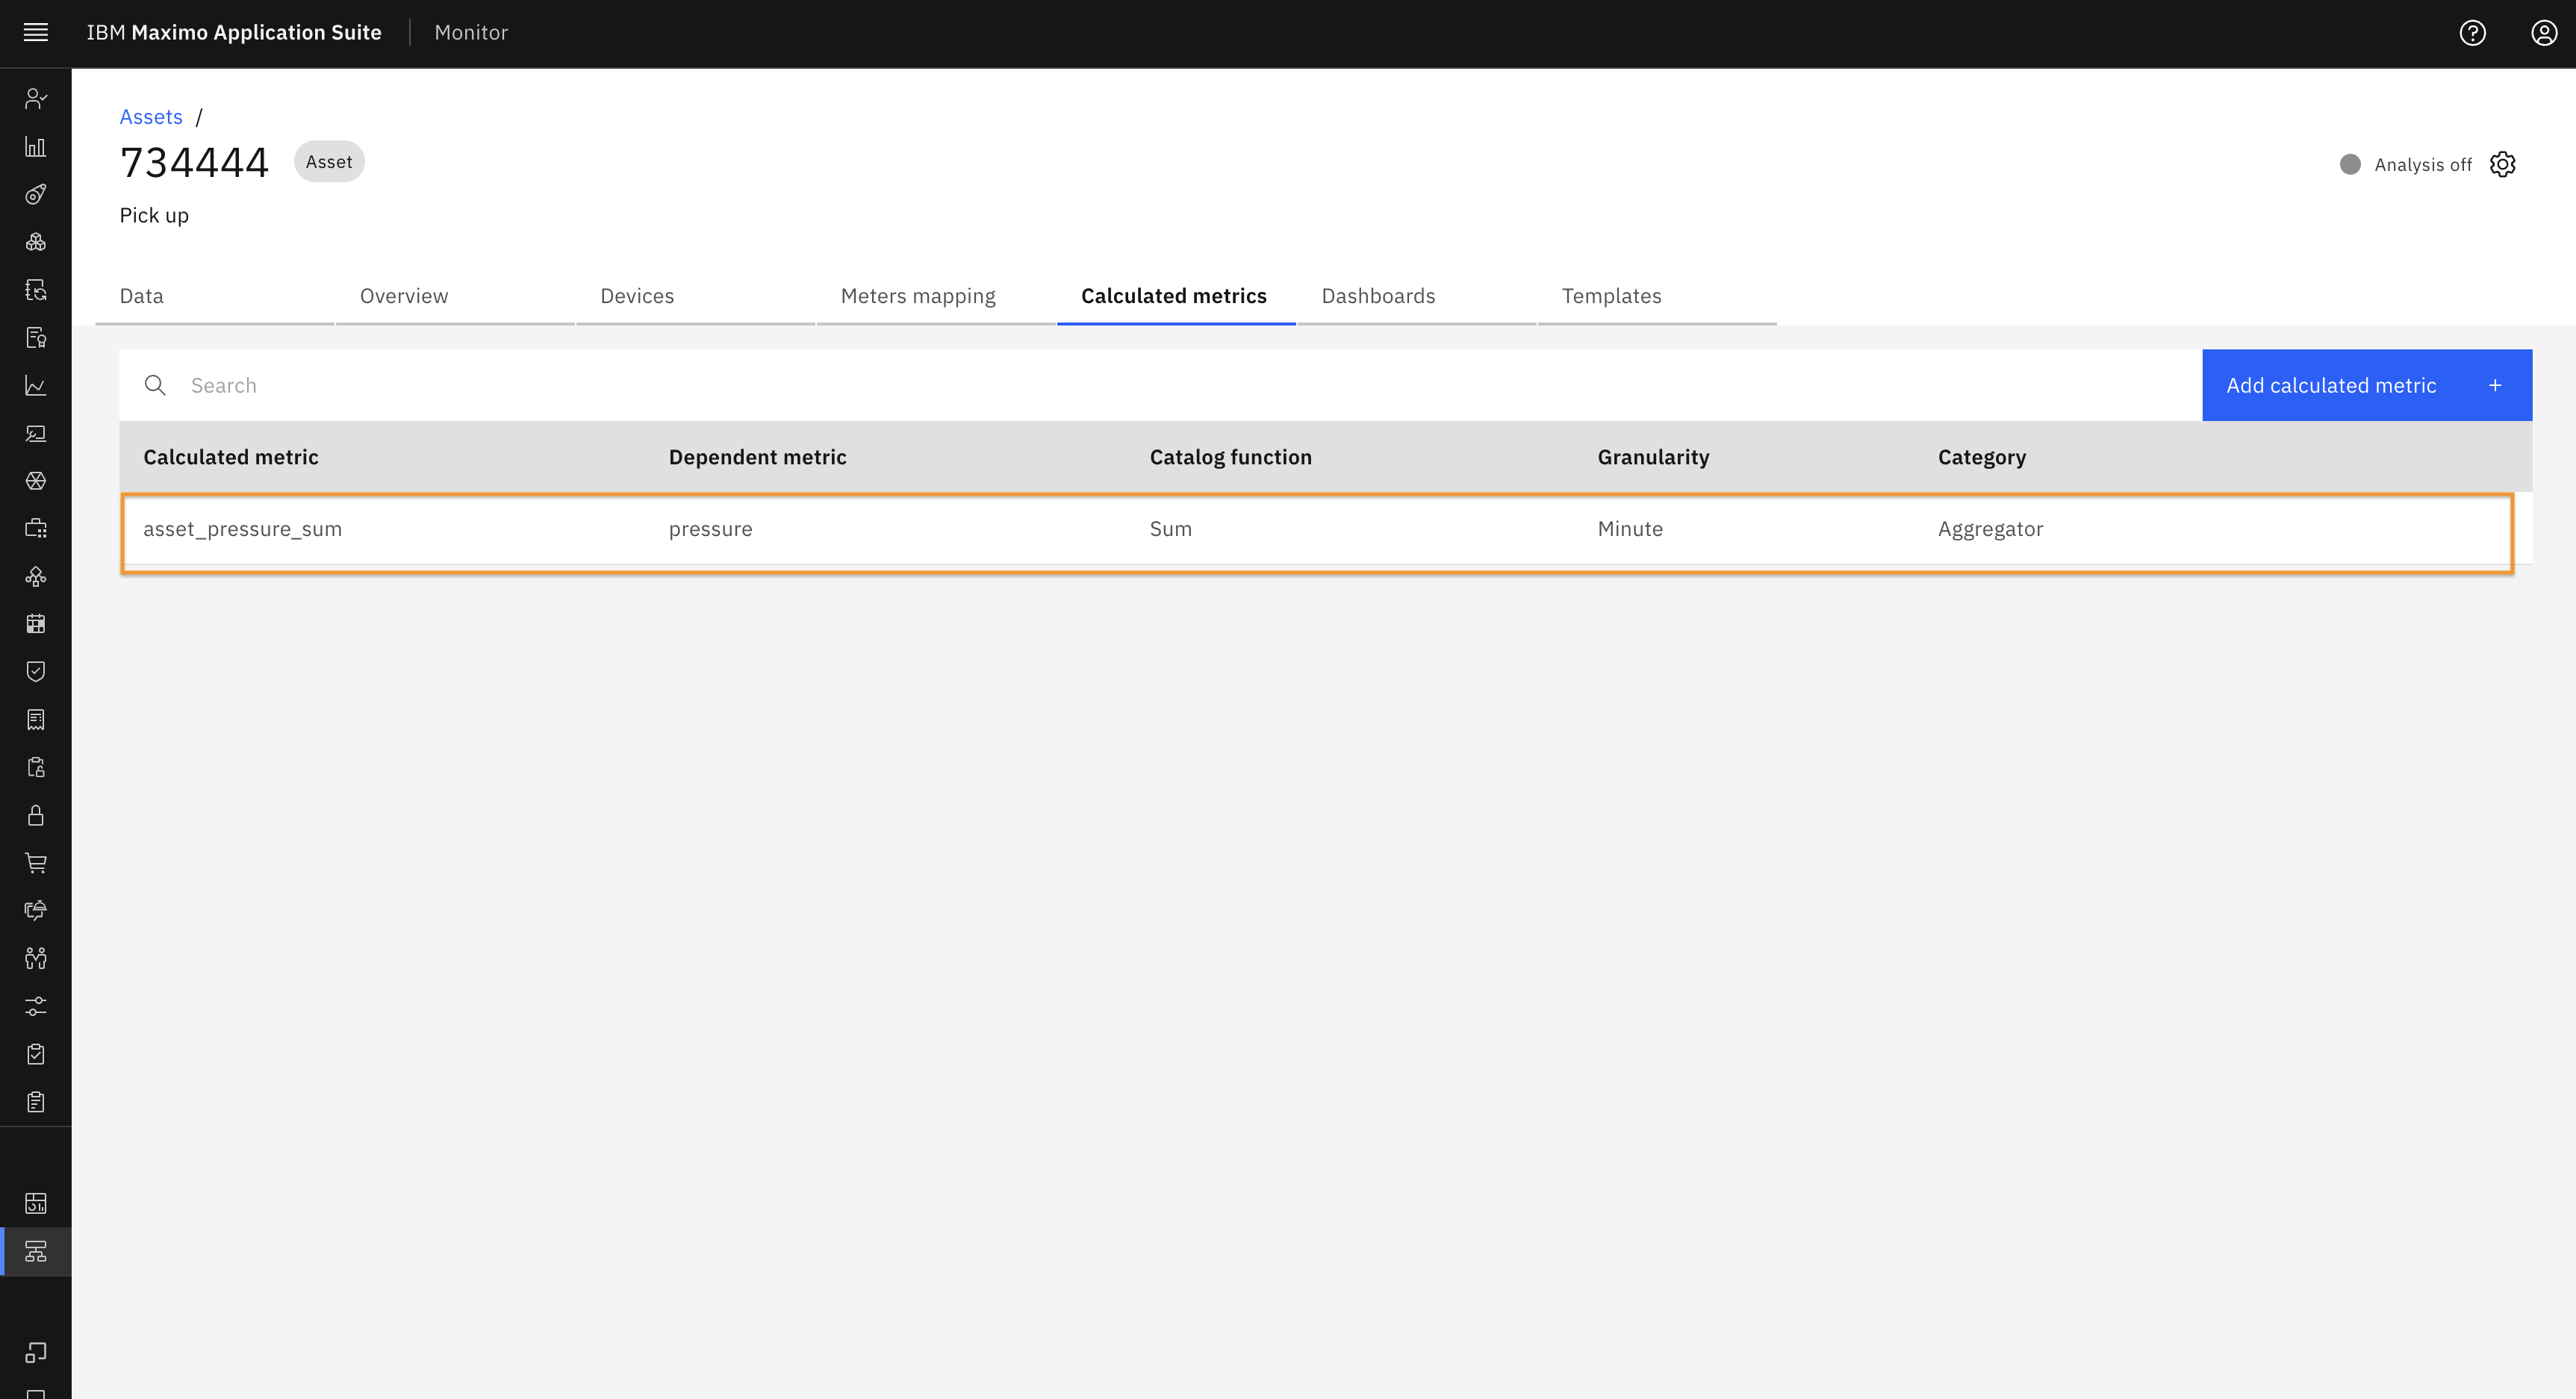 IBM Maximo Application Suite Monitor
Assets /
734444 Asset
Analysis off
Pick up
Data Overview Devices Meters mapping Calculated metrics Dashboards Templates
Search Add calculated metric +
Calculated metric Dependent metric Catalog function Granularity Category
asset_pressure_sum pressure Sum Minute Aggregator